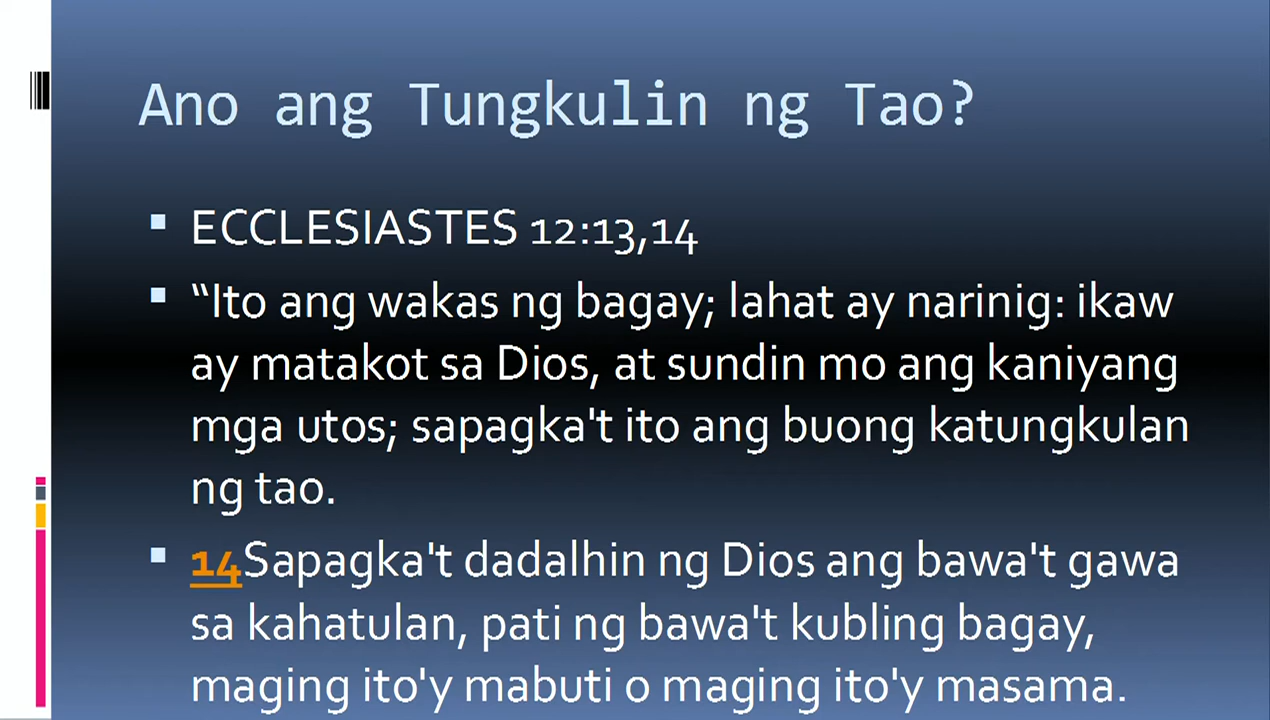 Ano ang Tungkulin ng Tao?
ECCLESIASTES 12:13,14
“Ito ang wakas ng bagay; lahat ay narinig: ikaw
ay matakot sa Dios, at sundin mo ang kaniyang
mga utos; sapagka't ito ang buong katungkulan
ng tao.
14Sapagka't dadalhin ng Dios ang bawa't gawa
sa kahatulan, pati ng bawa't kubling bagay,
maging ito'y mabuti o maging ito'y masama.